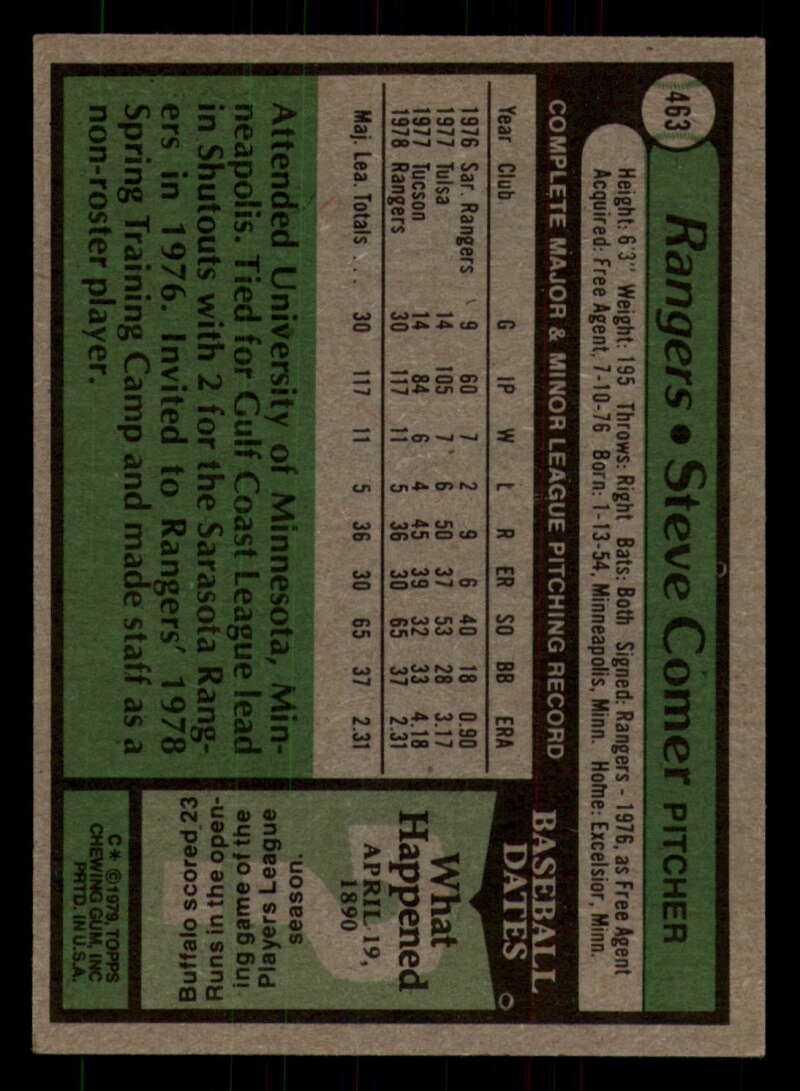 463
Rangers • Steve Comer PITCHER
Height: 6'3" Weight: 195 Throws: Right Bats: Both Signed: Rangers - 1976, as Free Agent
Acquired: Free Agent, 7-10-76 Born: 1-13-54, Minneapolis, Minn. Home: Excelsior, Minn.
COMPLETE MAJOR & MINOR LEAGUE PITCHING RECORD
Year Club G IP W L R ER SO BB ERA
1976 Sar. Rangers 9 60 7 2 9 6 40 18 0.90
1977 Tulsa 14 105 7 6 50 37 53 28 3.17
1977 Tucson 14 84 6 4 45 39 32 33 4.18
1978 Rangers 30 117 11 5 36 30 65 37 2.31
Maj. Lea. Totals . . . 30 117 11 5 36 30 65 37 2.31
Attended University of Minnesota, Min-
neapolis. Tied for Gulf Coast League lead
in Shutouts with 2 for the Sarasota Rang-
ers in 1976. Invited to Rangers' 1978
Spring Training Camp and made staff as a
non-roster player.
BASEBALL
DATES
What
Happened
APRIL 19,
1890
Buffalo scored 23
Runs in the open-
ing game of the
Players League
season.
C* ©1979, TOPPS
CHEWING GUM, INC
PRTD. IN U.S.A.